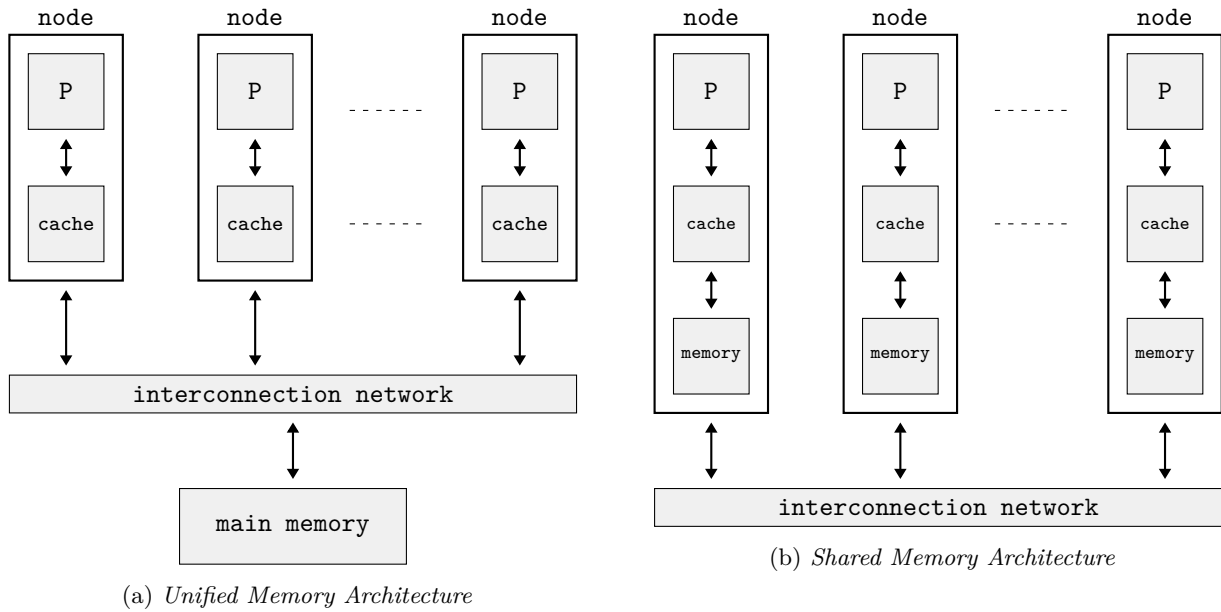 node node node
P P P
cache cache cache
interconnection network
main memory
(a) Unified Memory Architecture
node node node
P P P
cache cache cache
memory memory memory
interconnection network
(b) Shared Memory Architecture